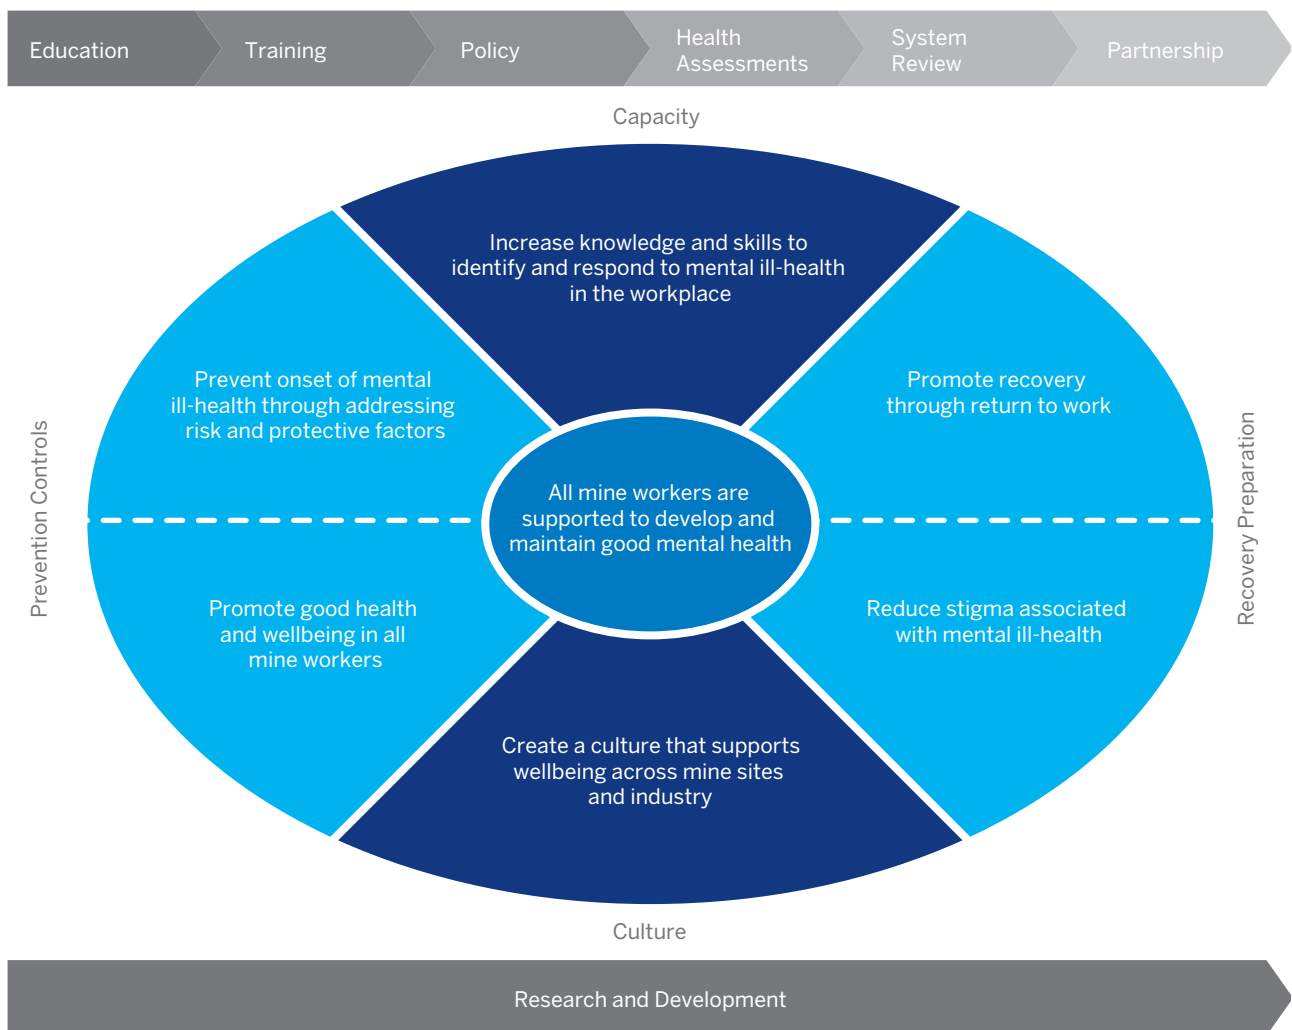 Education
Training
Policy
Health
Assessments
System
Review
Partnership
Capacity
Increase knowledge and skills to
identify and respond to mental ill-health
in the workplace
Prevent onset of mental
ill-health through addressing
risk and protective factors
Promote recovery
through return to work
Prevention Controls
All mine workers are
supported to develop and
maintain good mental health
Recovery Preparation
Promote good health
and wellbeing in all
mine workers
Reduce stigma associated
with mental ill-health
Create a culture that supports
wellbeing across mine sites
and industry
Culture
Research and Development